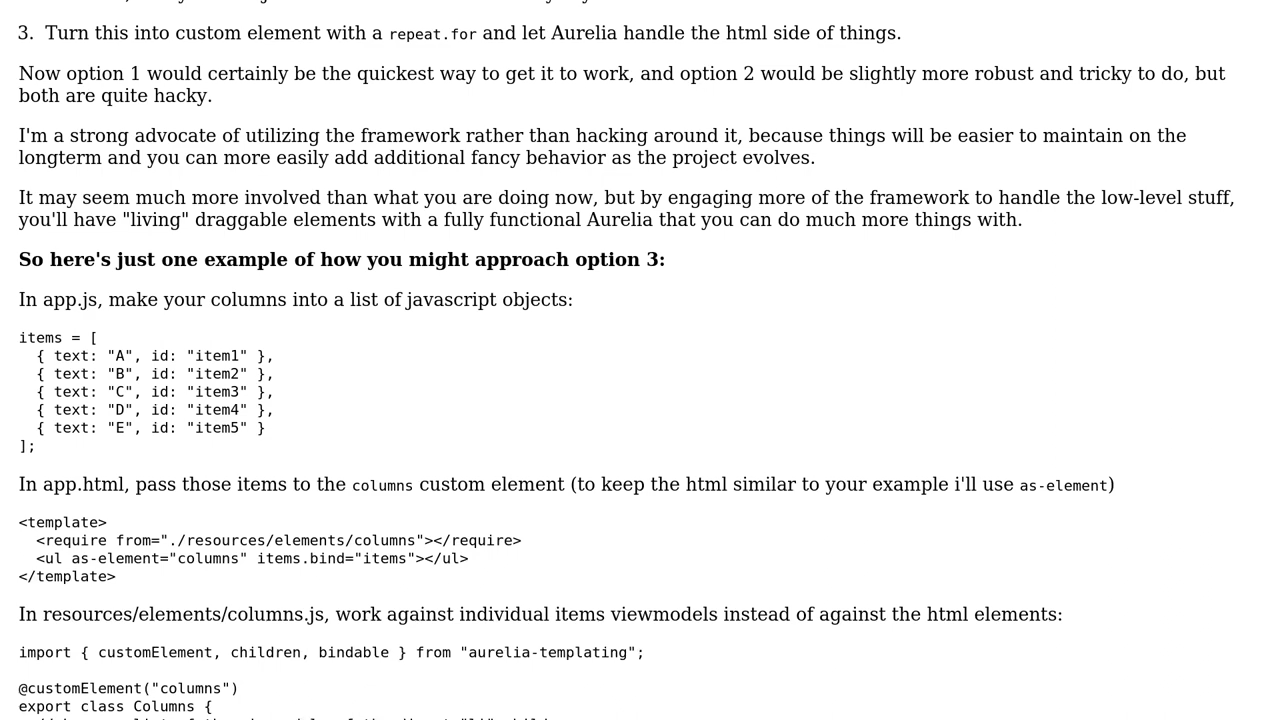 3. Turn this into custom element with a repeat.for and let Aurelia handle the html side of things.
Now option 1 would certainly be the quickest way to get it to work, and option 2 would be slightly more robust and tricky to do, but
both are quite hacky.
I'm a strong advocate of utilizing the framework rather than hacking around it, because things will be easier to maintain on the
longterm and you can more easily add additional fancy behavior as the project evolves.
It may seem much more involved than what you are doing now, but by engaging more of the framework to handle the low-level stuff,
you'll have "living" draggable elements with a fully functional Aurelia that you can do much more things with.
So here's just one example of how you might approach option 3:
In app.js, make your columns into a list of javascript objects:
items = [
  { text: "A", id: "item1" },
  { text: "B", id: "item2" },
  { text: "C", id: "item3" },
  { text: "D", id: "item4" },
  { text: "E", id: "item5" }
];
In app.html, pass those items to the columns custom element (to keep the html similar to your example i'll use as-element)
<template>
  <require from="./resources/elements/columns"></require>
  <ul as-element="columns" items.bind="items"></ul>
</template>
In resources/elements/columns.js, work against individual items viewmodels instead of against the html elements:
import { customElement, children, bindable } from "aurelia-templating";
@customElement("columns")
export class Columns {